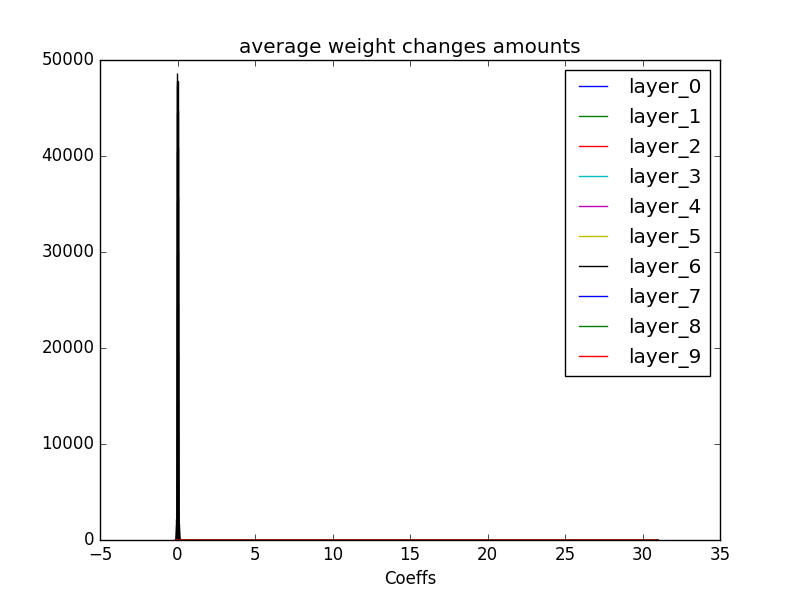 average weight changes amounts
50000
40000
30000
20000
10000
0
layer_0
layer_1
layer_2
layer_3
layer_4
layer_5
layer_6
layer_7
layer_8
layer_9
−5 0 5 10 15 20 25 30 35
Coeffs